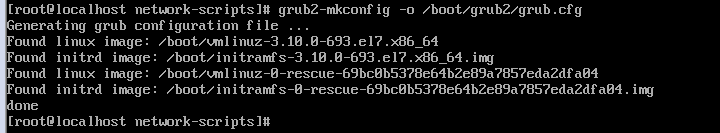 [root@localhost network-scripts]# grub2-mkconfig -o /boot/grub2/grub.cfg
Generating grub configuration file ...
Found linux image: /boot/vmlinuz-3.10.0-693.el7.x86_64
Found initrd image: /boot/initramfs-3.10.0-693.el7.x86_64.img
Found linux image: /boot/vmlinuz-0-rescue-69bc0b5378e64b2e89a7857eda2dfa04
Found initrd image: /boot/initramfs-0-rescue-69bc0b5378e64b2e89a7857eda2dfa04.img
done
[root@localhost network-scripts]#